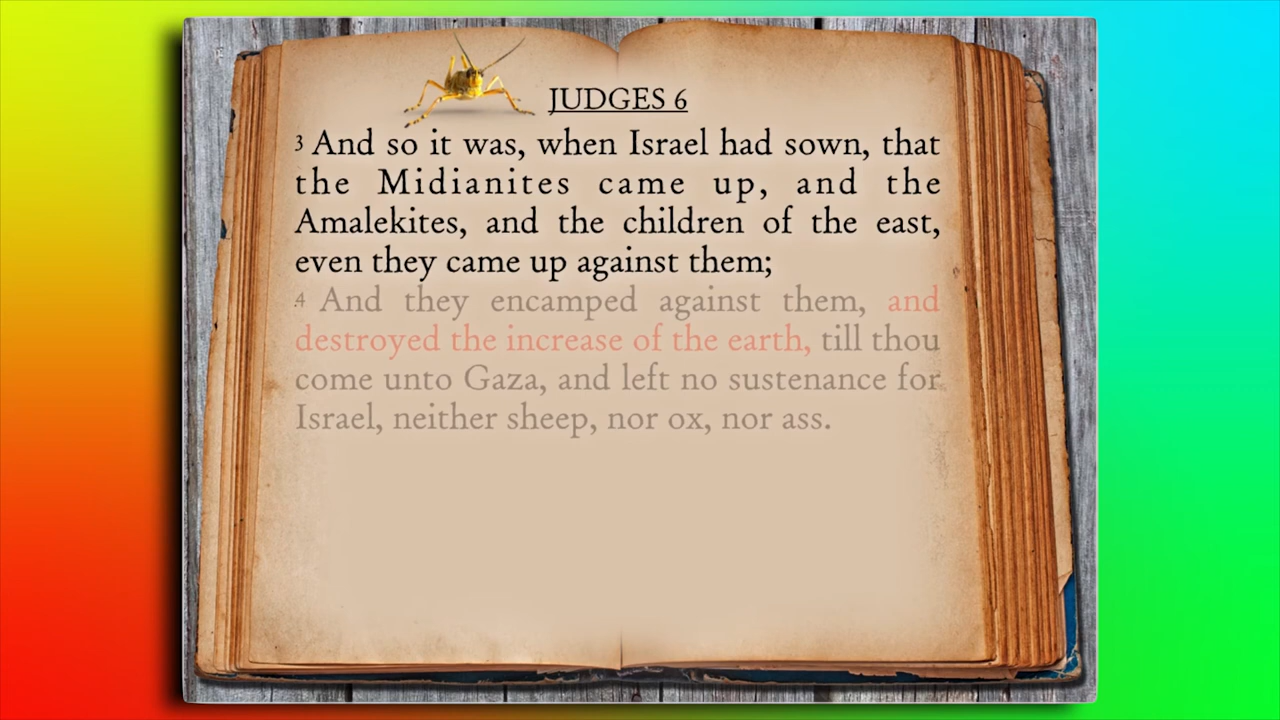 JUDGES 6
3 And so it was, when Israel had sown, that
the Midianites came up, and the
Amalekites, and the children of the east,
even they came up against them;
4 And they encamped against them, and
destroyed the increase of the earth, till thou
come unto Gaza, and left no sustenance for
Israel, neither sheep, nor ox, nor ass.